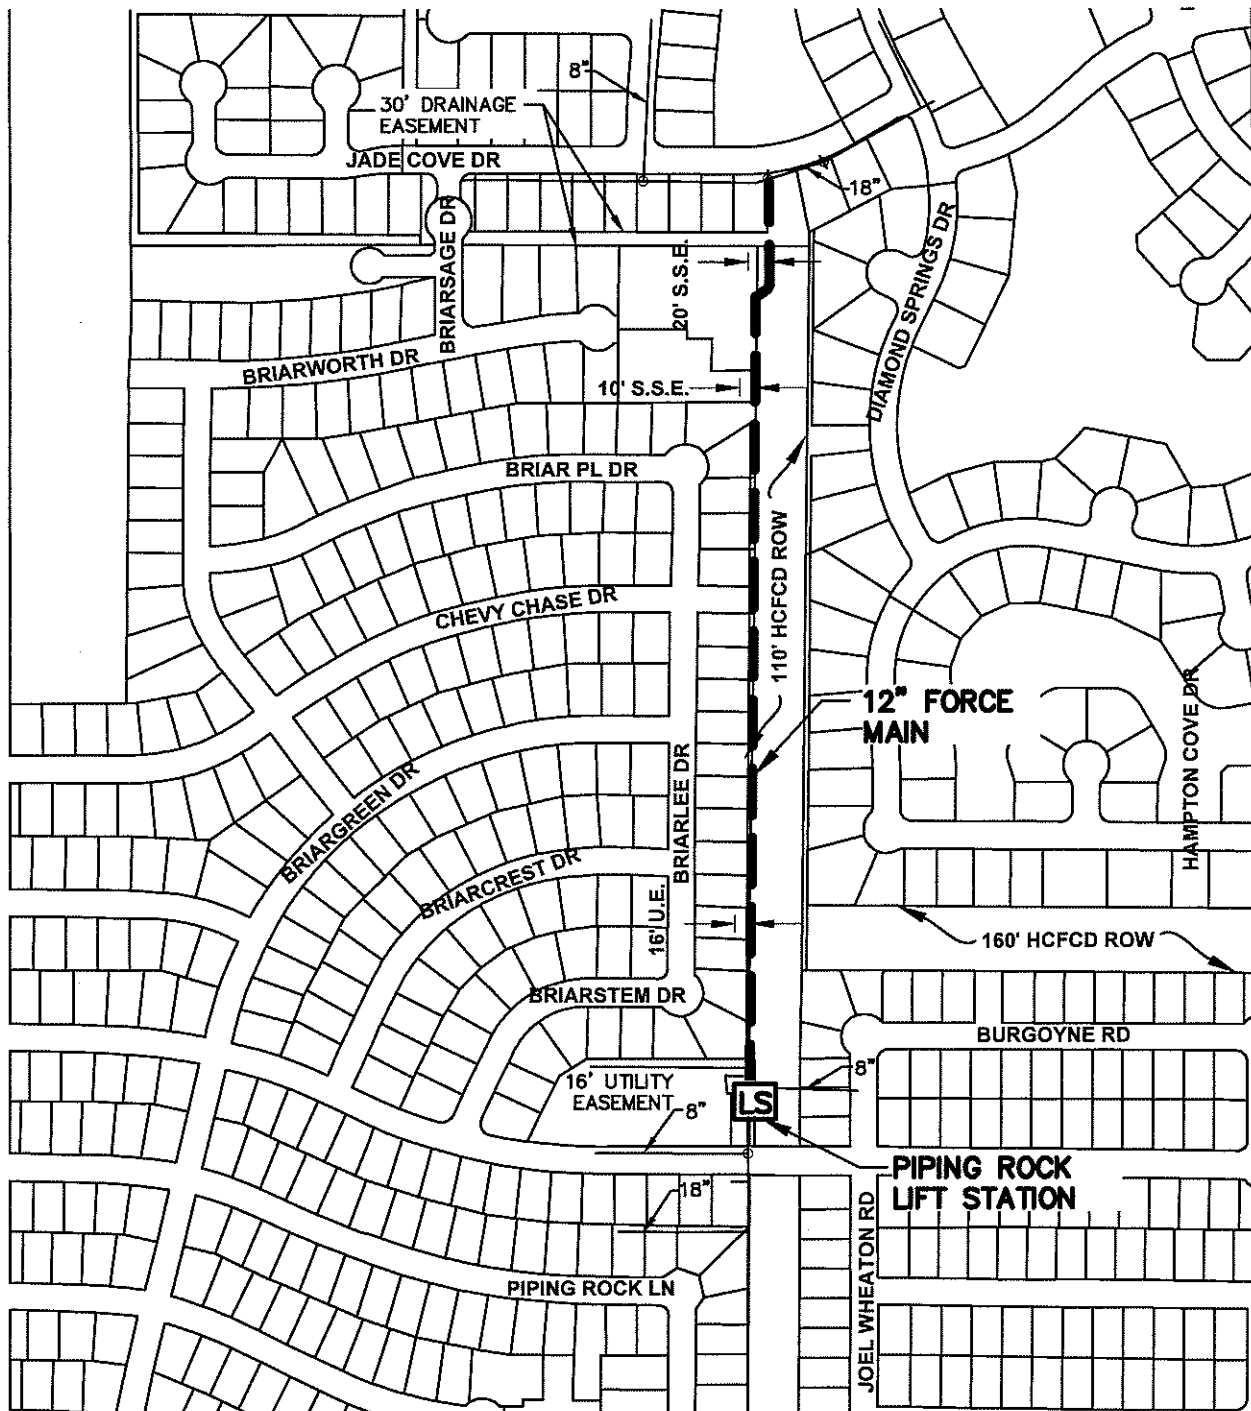 8"
30' DRAINAGE
EASEMENT
JADE COVE DR
18"
BRIARSAGE DR
20' S.S.E.
DIAMOND SPRINGS DR
BRIARWORTH DR
10' S.S.E.
BRIAR PL DR
110' HCFCD ROW
CHEVY CHASE DR
12" FORCE
MAIN
HAMPTON COVE DR
BRIARGREEN DR
BRIARLEE DR
BRIARCREST DR
16' U.E.
160' HCFCD ROW
BRIARSTEM DR
BURGOYNE RD
16' UTILITY
EASEMENT
8"
8"
LS
PIPING ROCK
LIFT STATION
18"
JOEL WHEATON RD
PIPING ROCK LN